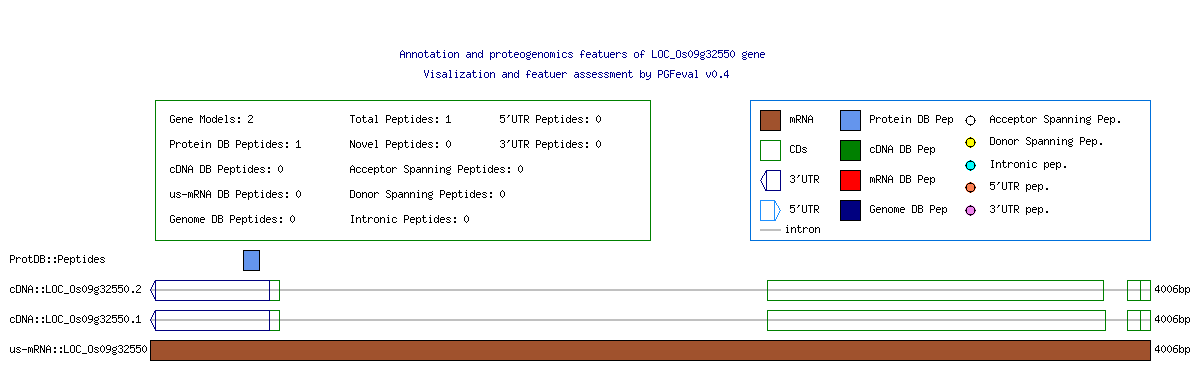 Annotation and proteogenomics featuers of LOC_Os09g32550 gene
Visalization and featuer assessment by PGFeval v0.4
Gene Models: 2 Total Peptides: 1 5'UTR Peptides: 0
Protein DB Peptides: 1 Novel Peptides: 0 3'UTR Peptides: 0
cDNA DB Peptides: 0 Acceptor Spanning Peptides: 0
us-mRNA DB Peptides: 0 Donor Spanning Peptides: 0
Genome DB Peptides: 0 Intronic Peptides: 0
mRNA Protein DB Pep Acceptor Spanning Pep.
CDs cDNA DB Pep Donor Spanning Pep.
3'UTR mRNA DB Pep Intronic pep.
5'UTR Genome DB Pep 5'UTR pep.
intron 3'UTR pep.
ProtDB::Peptides
cDNA::LOC_Os09g32550.2 4006bp
cDNA::LOC_Os09g32550.1 4006bp
us-mRNA::LOC_Os09g32550 4006bp